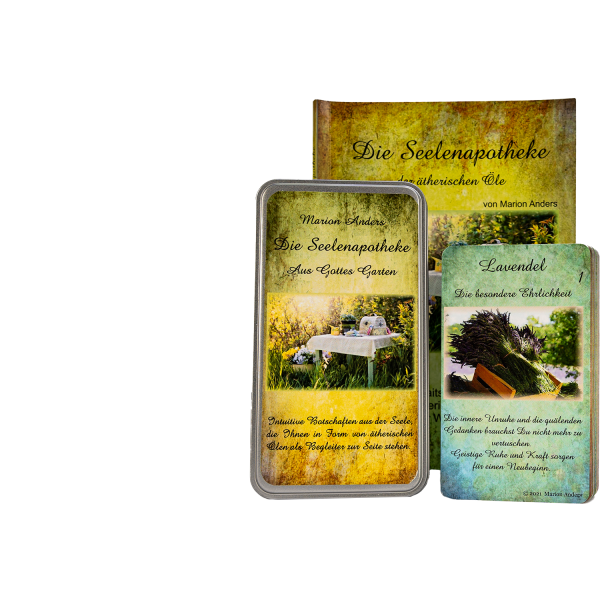 Die Seelenapotheke
der ätherischen Öle
von Marion Anders
Marion Anders
Die Seelenapotheke
Aus Gottes Garten
Intuitive Botschaften aus der Seele,
die Ihnen in Form von ätherischen
Ölen als Begleiter zur Seite stehen.
Lavendel
1
Die besondere Ehrlichkeit
Die innere Unruhe und die quälenden
Gedanken brauchst Du nicht mehr zu
vertuschen.
Geistige Ruhe und Kraft sorgen
für einen Neubeginn.
© 2021 Marion Anders